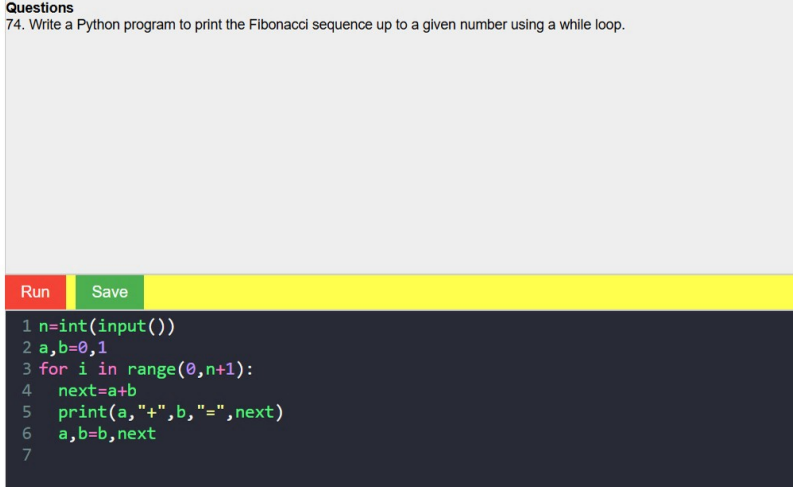 Questions
74. Write a Python program to print the Fibonacci sequence up to a given number using a while loop.
Run Save
1 n=int(input())
2 a,b=0,1
3 for i in range(0,n+1):
4   next=a+b
5   print(a,"+",b,"=",next)
6   a,b=b,next
7